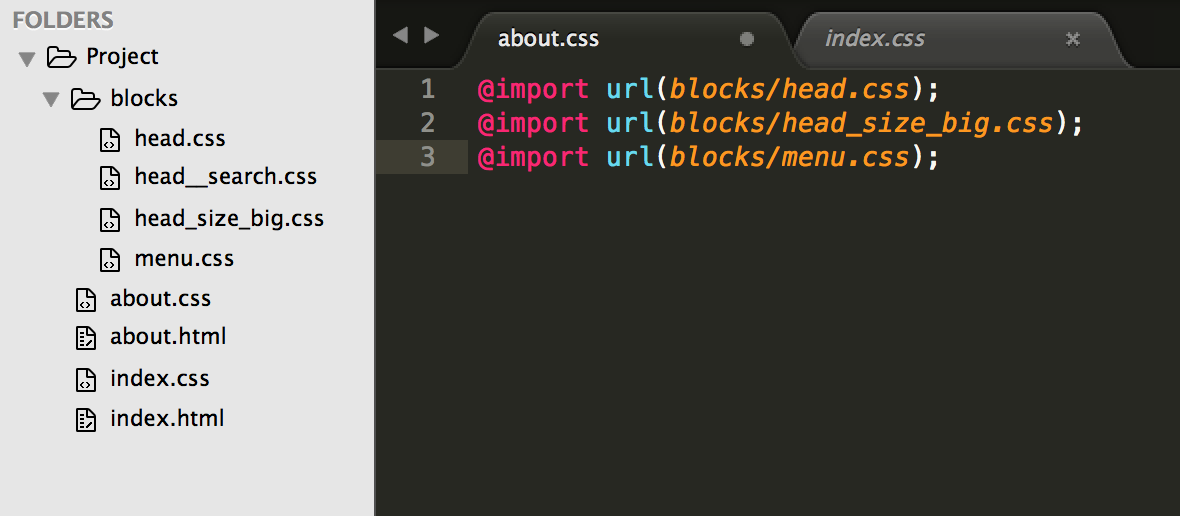 FOLDERS
Project
blocks
head.css
head__search.css
head_size_big.css
menu.css
about.css
about.html
index.css
index.html
about.css
index.css
1 @import url(blocks/head.css);
2 @import url(blocks/head_size_big.css);
3 @import url(blocks/menu.css);